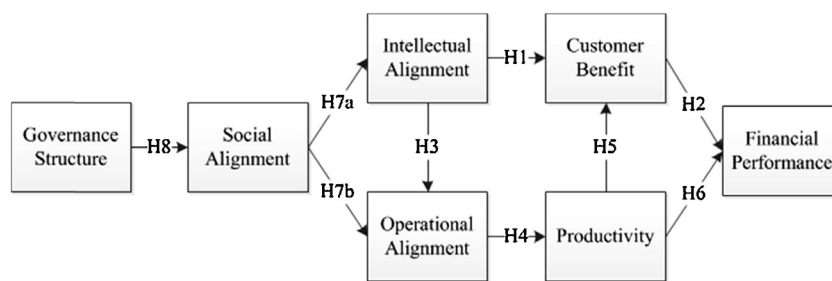 Governance
Structure
H8
Social
Alignment
H7a
H7b
Intellectual
Alignment
H3
Operational
Alignment
H1
H4
Customer
Benefit
H5
Productivity
H2
H6
Financial
Performance